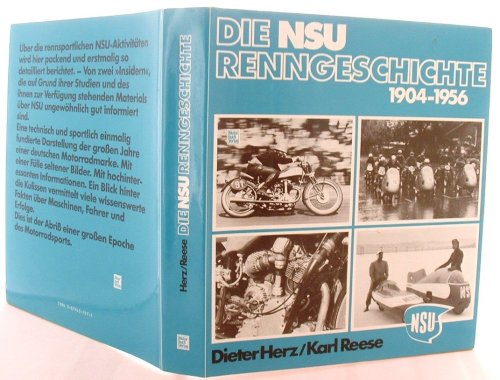 Über die rennsportlichen NSU-Aktivitäten
wird hier packend und erstmalig so
detailliert berichtet. – Von zwei »Insidern«,
die auf Grund ihrer Studien und des
ihnen zur Verfügung stehenden Materials
über NSU ungewöhnlich gut informiert
sind.
Eine technisch und sportlich einmalig
fundierte Darstellung der großen Jahre
einer deutschen Motorradmarke. Mit
einer Fülle seltener Bilder. Mit hochinter-
essanten Informationen. Ein Blick hinter
die Kulissen vermittelt viele wissenswerte
Fakten über Maschinen, Fahrer und
Erfolge.
Dies ist der Abriß einer großen Epoche
des Motorradsports.
Herz/Reese
DIE NSU RENNGESCHICHTE
DIE NSU
RENNGESCHICHTE
1904-1956
Motor
buch
Verlag
NSU
Dieter Herz/Karl Reese